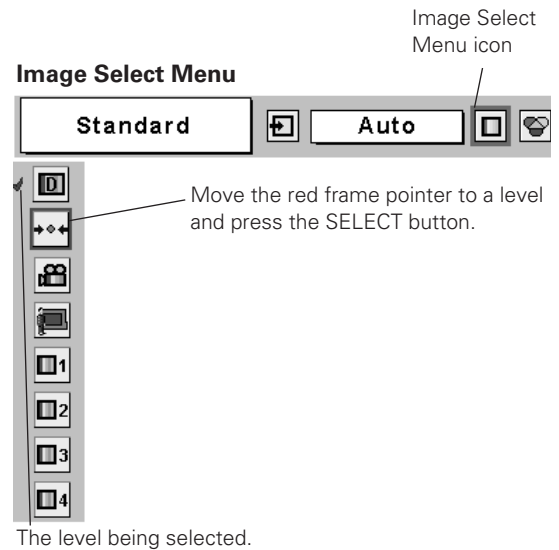 Image Select
Menu icon
Image Select Menu
Standard
Auto
D
Move the red frame pointer to a level
and press the SELECT button.
1
2
3
4
The level being selected.